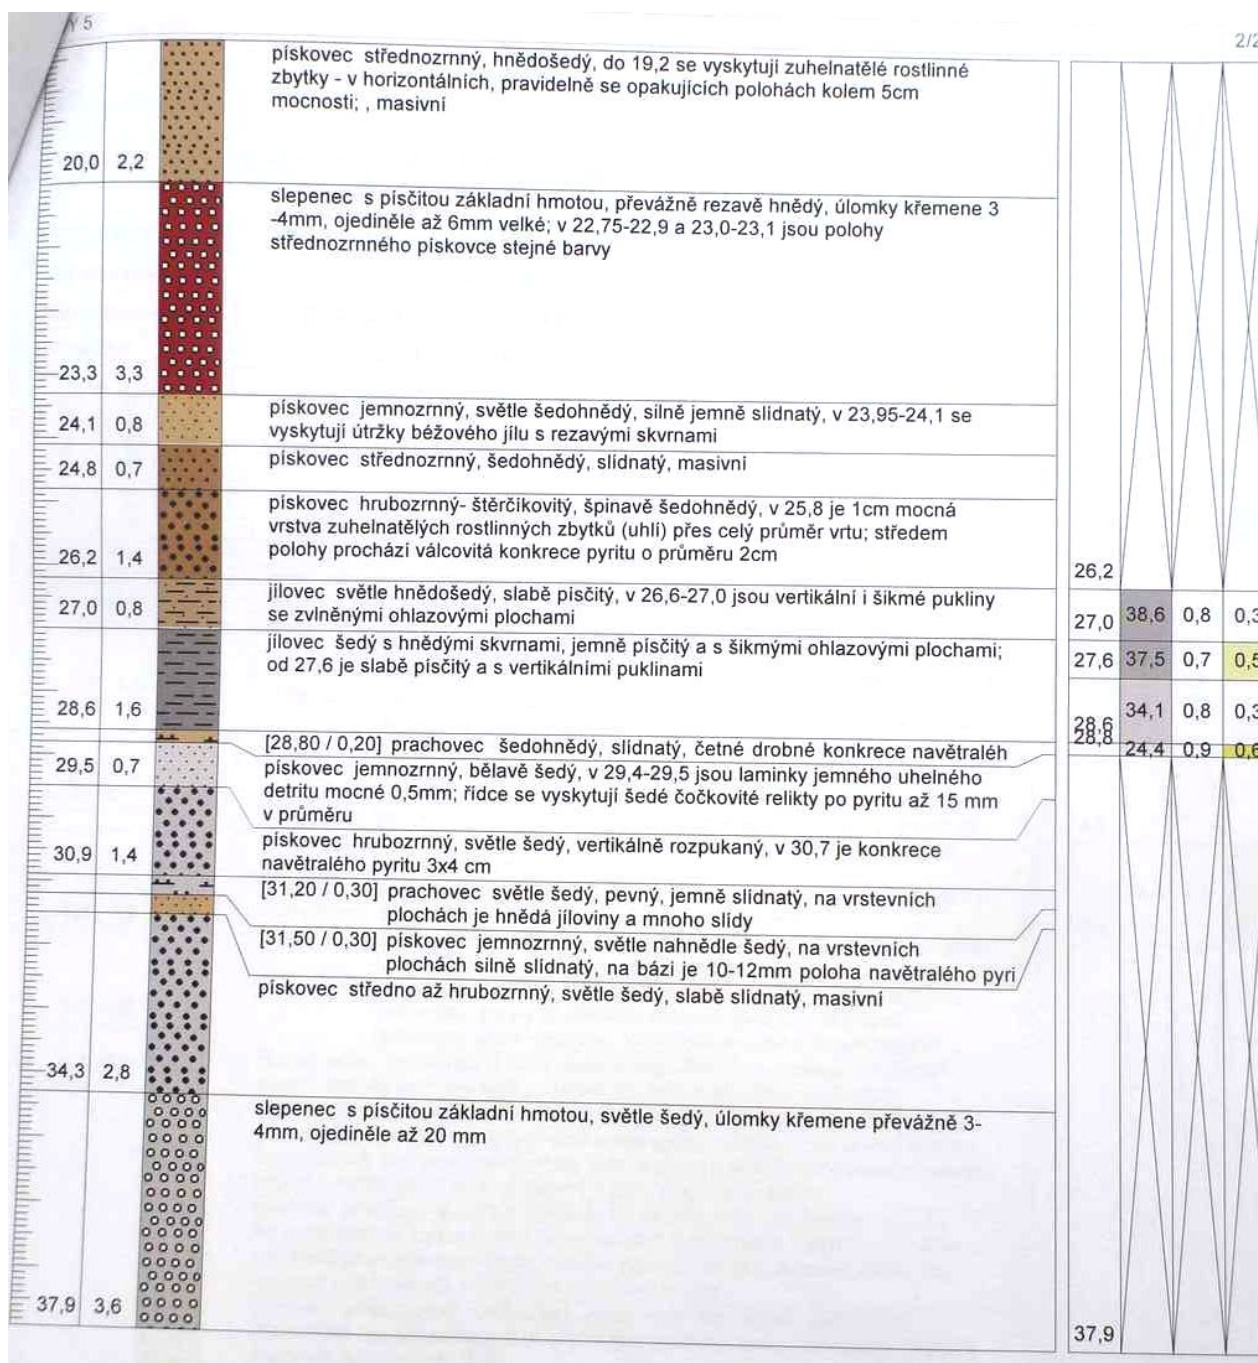 Y 5
2/2
pískovec střednozrnný, hnědošedý, do 19,2 se vyskytují zuhelnatělé rostlinné
zbytky - v horizontálních, pravidelně se opakujících polohách kolem 5cm
mocnosti; , masivní
20,0 2,2
slepenec s písčitou základní hmotou, převážně rezavě hnědý, úlomky křemene 3
-4mm, ojediněle až 6mm velké; v 22,75-22,9 a 23,0-23,1 jsou polohy
střednozrnného pískovce stejné barvy
23,3 3,3
pískovec jemnozrnný, světle šedohnědý, silně jemně slídnatý, v 23,95-24,1 se
vyskytují útržky béžového jílu s rezavými skvrnami
24,1 0,8
pískovec střednozrnný, šedohnědý, slídnatý, masivní
24,8 0,7
pískovec hrubozrnný- štěrčíkovitý, špinavě šedohnědý, v 25,8 je 1cm mocná
vrstva zuhelnatělých rostlinných zbytků (uhlí) přes celý průměr vrtu; středem
polohy prochází válcovitá konkrece pyritu o průměru 2cm
26,2 1,4
26,2
jílovec světle hnědošedý, slabě písčitý, v 26,6-27,0 jsou vertikální i šikmé pukliny
se zvlněnými ohlazovými plochami
27,0 0,8
27,0 38,6 0,8 0,3
jílovec šedý s hnědými skvrnami, jemně písčitý a s šikmými ohlazovými plochami;
od 27,6 je slabě písčitý a s vertikálními puklinami
27,6 37,5 0,7 0,5
28,6 1,6
28,6 34,1 0,8 0,3
[28,80 / 0,20] prachovec šedohnědý, slídnatý, četné drobné konkrece navětraléh
28,8 24,4 0,9 0,6
pískovec jemnozrnný, bělavě šedý, v 29,4-29,5 jsou laminky jemného uhelného
detritu mocné 0,5mm; řídce se vyskytují šedé čočkovité relikty po pyritu až 15 mm
v průměru
29,5 0,7
pískovec hrubozrnný, světle šedý, vertikálně rozpukaný, v 30,7 je konkrece
navětralého pyritu 3x4 cm
30,9 1,4
[31,20 / 0,30] prachovec světle šedý, pevný, jemně slídnatý, na vrstevních
plochách je hnědá jíloviny a mnoho slídy
[31,50 / 0,30] pískovec jemnozrnný, světle nahnědle šedý, na vrstevních
plochách silně slídnatý, na bázi je 10-12mm poloha navětralého pyri
pískovec středno až hrubozrnný, světle šedý, slabě slídnatý, masivní
34,3 2,8
slepenec s písčitou základní hmotou, světle šedý, úlomky křemene převážně 3-
4mm, ojediněle až 20 mm
37,9 3,6
37,9